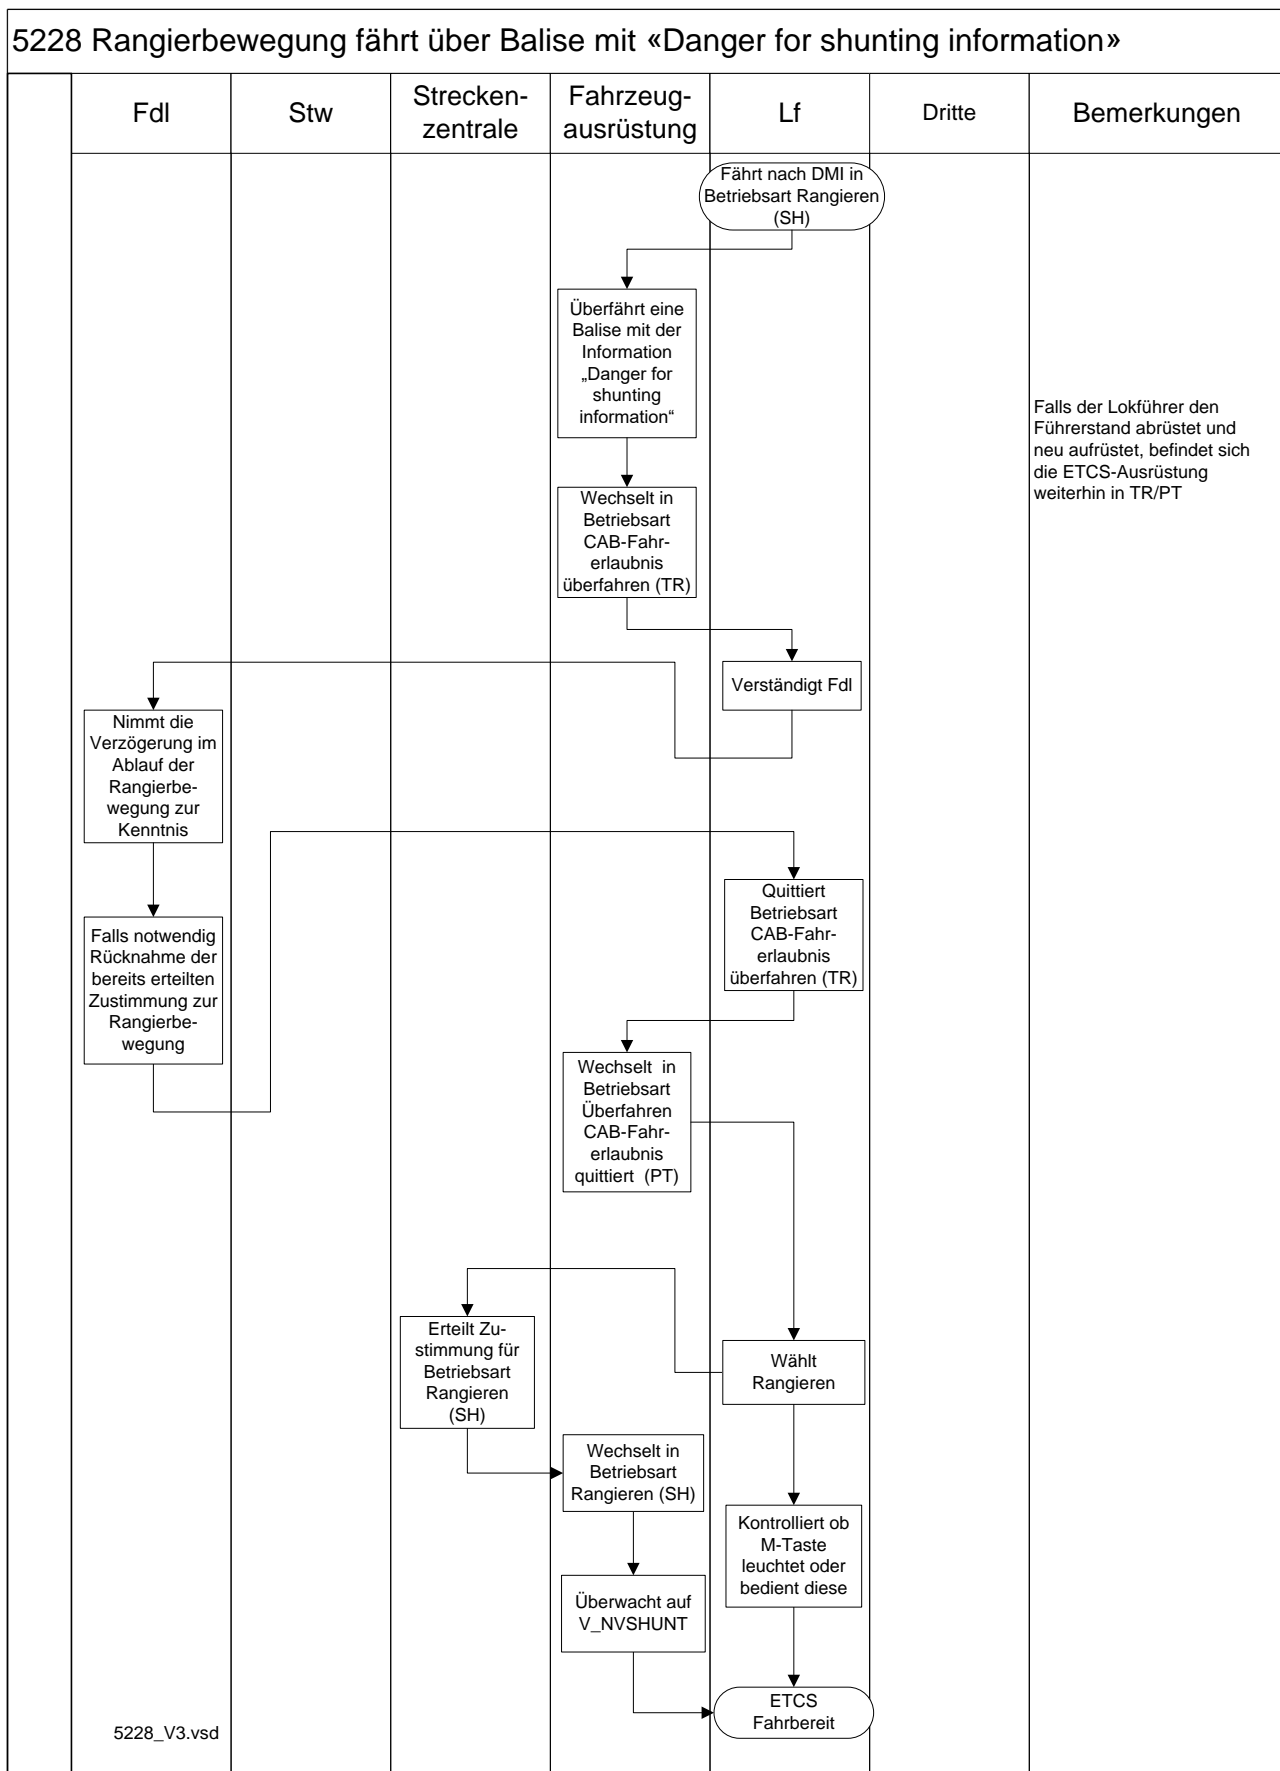 5228 Rangierbewegung fährt über Balise mit «Danger for shunting information»
Fdl
Stw
Strecken-
zentrale
Fahrzeug-
ausrüstung
Lf
Dritte
Bemerkungen
Fährt nach DMI in
Betriebsart Rangieren
(SH)
Überfährt eine
Balise mit der
Information
„Danger for
shunting
information“
Falls der Lokführer den
Führerstand abrüstet und
neu aufrüstet, befindet sich
die ETCS-Ausrüstung
weiterhin in TR/PT
Wechselt in
Betriebsart
CAB-Fahr-
erlaubnis
überfahren (TR)
Verständigt Fdl
Nimmt die
Verzögerung im
Ablauf der
Rangierbe-
wegung zur
Kenntnis
Falls notwendig
Rücknahme der
bereits erteilten
Zustimmung zur
Rangierbe-
wegung
Quittiert
Betriebsart
CAB-Fahr-
erlaubnis
überfahren (TR)
Wechselt in
Betriebsart
Überfahren
CAB-Fahr-
erlaubnis
quittiert (PT)
Wählt
Rangieren
Erteilt Zu-
stimmung für
Betriebsart
Rangieren
(SH)
Wechselt in
Betriebsart
Rangieren (SH)
Kontrolliert ob
M-Taste
leuchtet oder
bedient diese
Überwacht auf
V_NVSHUNT
ETCS
Fahrbereit
5228_V3.vsd